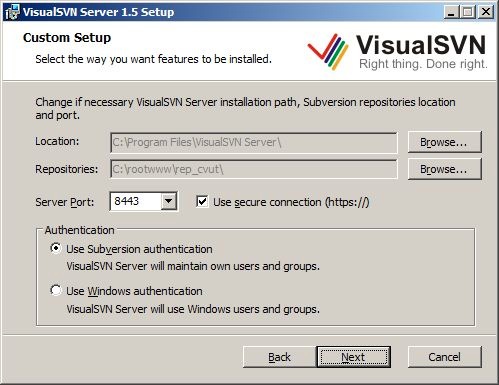 VisualSVN Server 1.5 Setup
Custom Setup
Select the way you want features to be installed.
VisualSVN
Right thing. Done right.
Change if necessary VisualSVN Server installation path, Subversion repositories location
and port.
Location: C:\Program Files\VisualSVN Server\ Browse...
Repositories: C:\rootwww\rep_cvut\ Browse...
Server Port: 8443 Use secure connection (https://)
Authentication
Use Subversion authentication
VisualSVN Server will maintain own users and groups.
Use Windows authentication
VisualSVN Server will use Windows users and groups.
Back Next Cancel